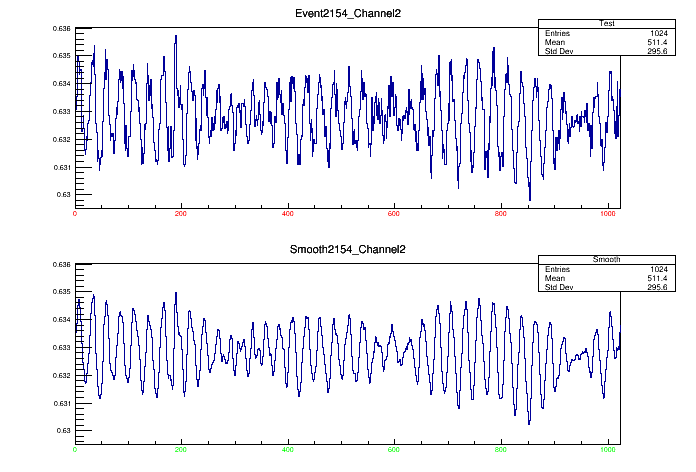 Event2154_Channel2
Test
Entries 1024
Mean 511.4
Std Dev 295.6
0.636
0.635
0.634
0.633
0.632
0.631
0.63
0 200 400 600 800 1000
Smooth2154_Channel2
Smooth
Entries 1024
Mean 511.4
Std Dev 295.6
0.636
0.635
0.634
0.633
0.632
0.631
0.63
0 200 400 600 800 1000